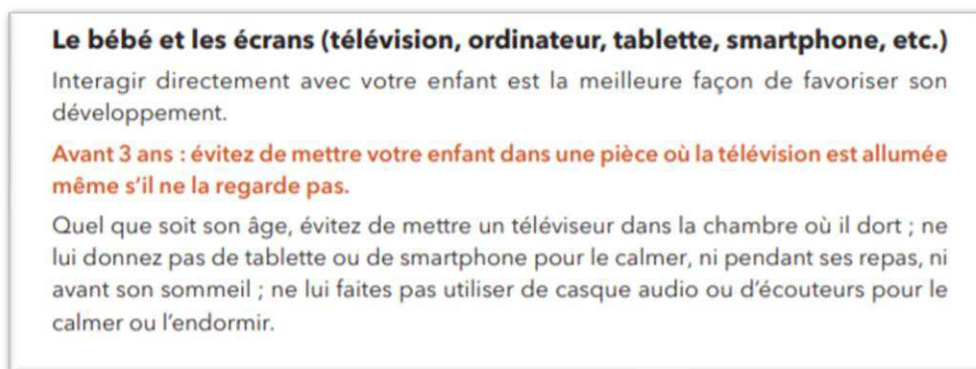 Le bébé et les écrans (télévision, ordinateur, tablette, smartphone, etc.)
Interagir directement avec votre enfant est la meilleure façon de favoriser son
développement.
Avant 3 ans : évitez de mettre votre enfant dans une pièce où la télévision est allumée
même s’il ne la regarde pas.
Quel que soit son âge, évitez de mettre un téléviseur dans la chambre où il dort ; ne
lui donnez pas de tablette ou de smartphone pour le calmer, ni pendant ses repas, ni
avant son sommeil ; ne lui faites pas utiliser de casque audio ou d’écouteurs pour le
calmer ou l’endormir.